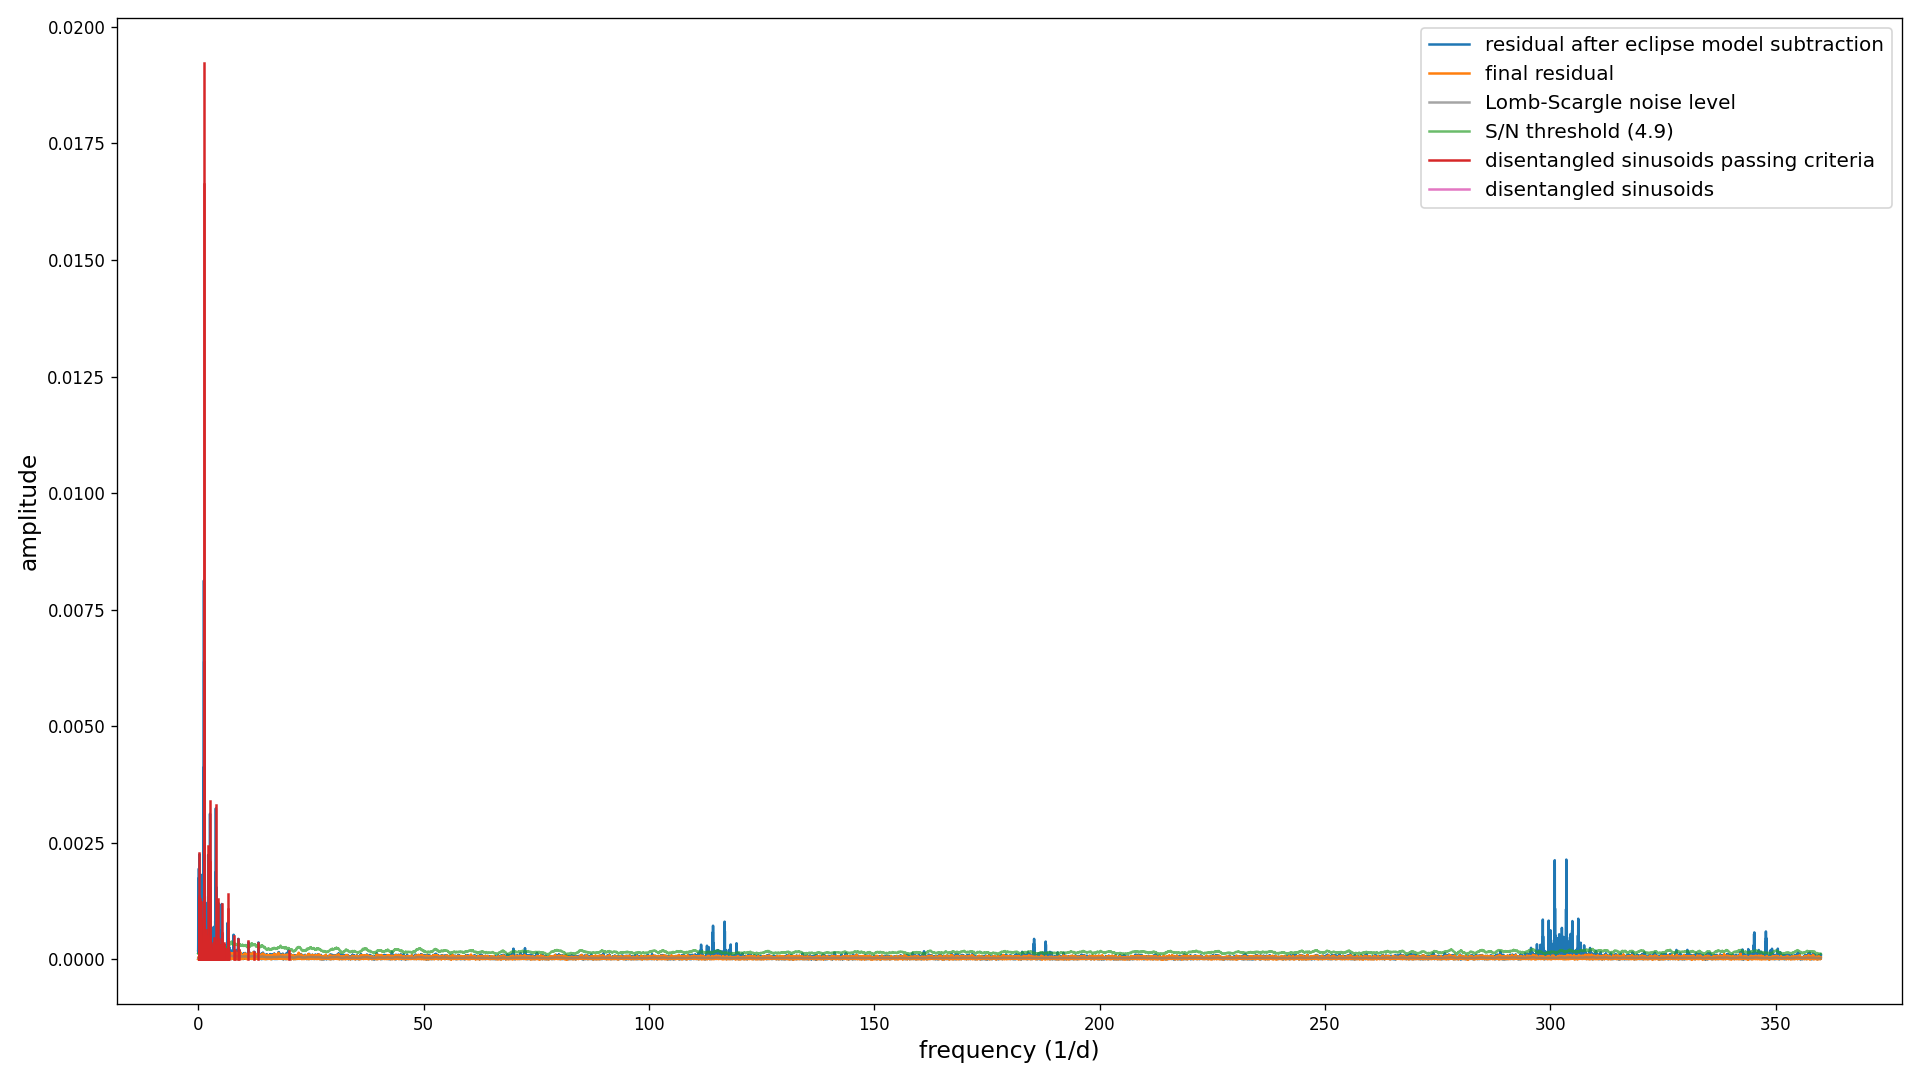 residual after eclipse model subtraction
final residual
Lomb-Scargle noise level
S/N threshold (4.9)
disentangled sinusoids passing criteria
disentangled sinusoids
0.0200
0.0175
0.0150
0.0125
0.0100
0.0075
0.0050
0.0025
0.0000
amplitude
0 50 100 150 200 250 300 350
frequency (1/d)